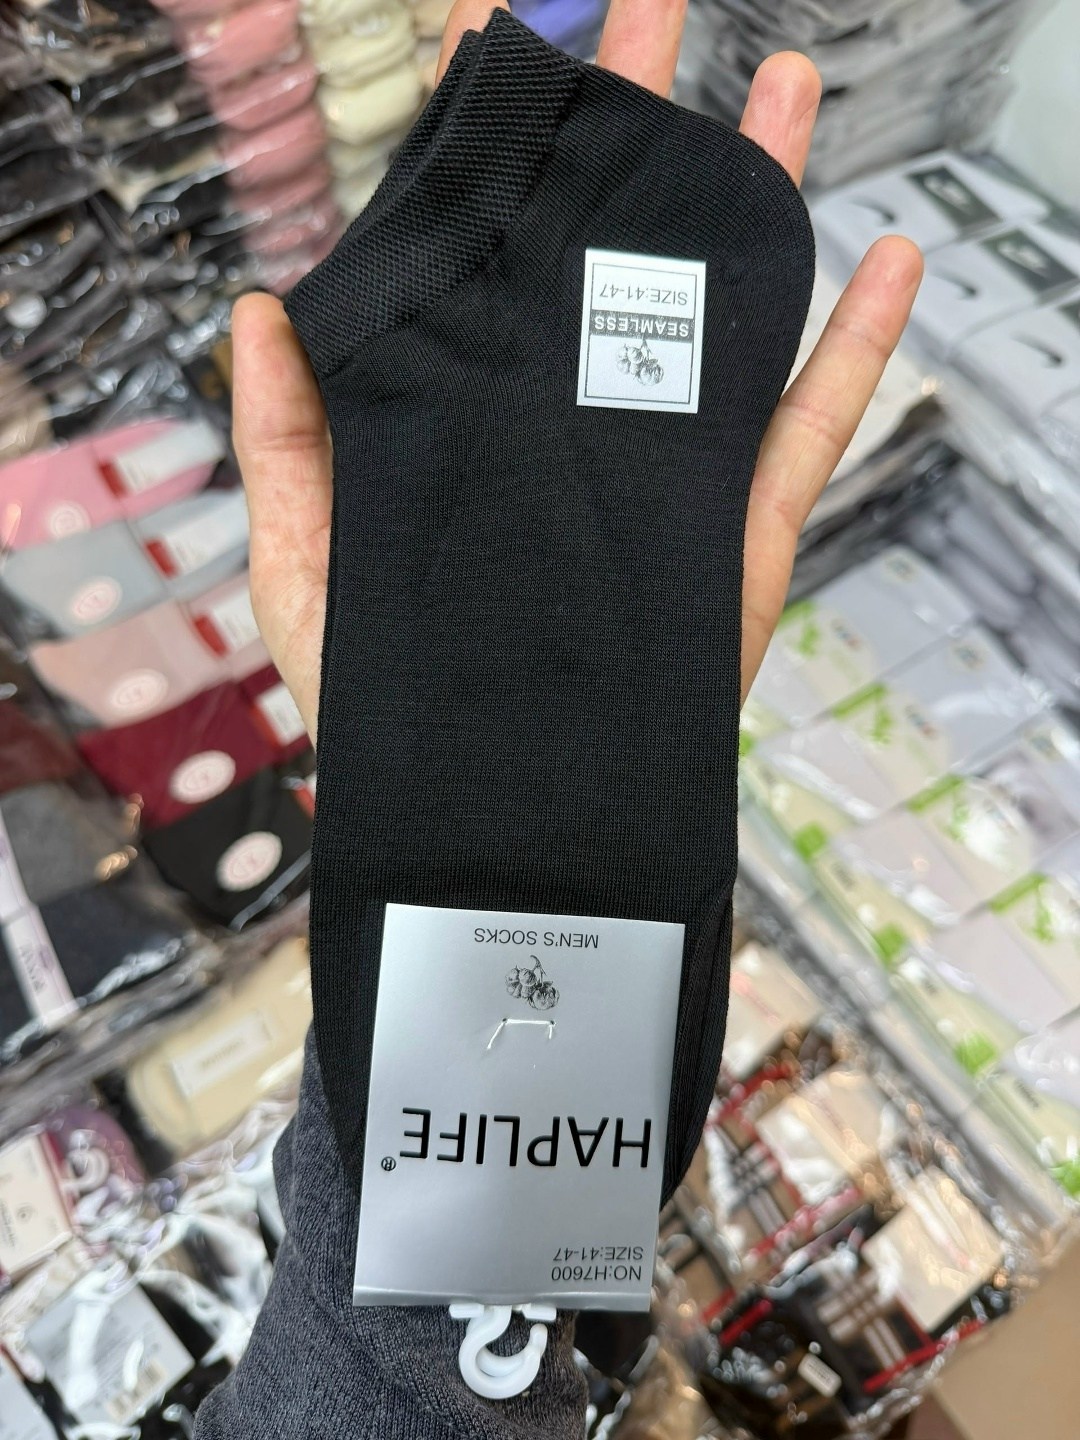 SIZE:41-47
SEAMLESS
MEN'S SOCKS
HAPLIFE®
SIZE:41-47
NO:H7600